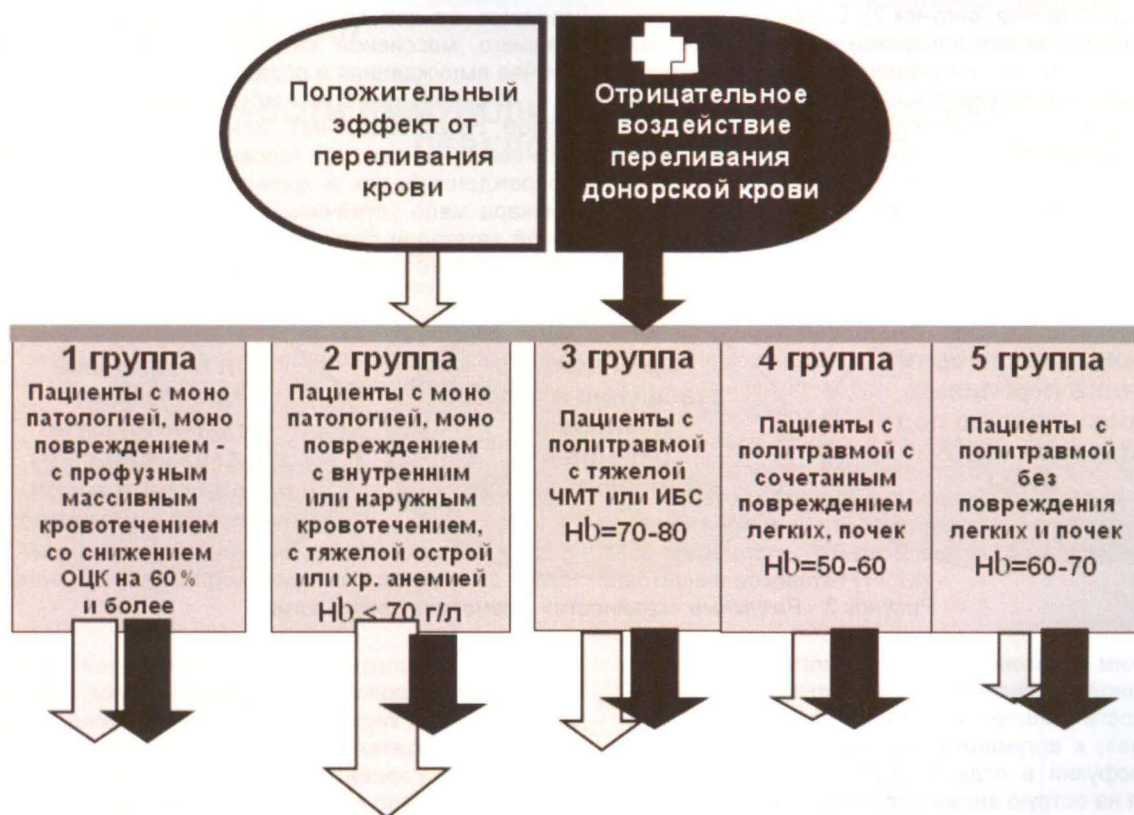 Положительный
эффект от
переливания
крови
Отрицательное
воздействие
переливания
донорской крови
1 группа
Пациенты с моно
патологией, моно
повреждением -
с профузным
массивным
кровотечением
со снижением
ОЦК на 60 %
и более
2 группа
Пациенты с моно
патологией, моно
повреждением
с внутренним
или наружным
кровотечением,
с тяжелой острой
или хр. анемией
Hb < 70 г/л
3 группа
Пациенты с
политравмой
с тяжелой
ЧМТ или ИБС
Hb=70-80
4 группа
Пациенты с
политравмой с
сочетанным
повреждением
легких, почек
Hb=50-60
5 группа
Пациенты с
политравмой
без
повреждения
легких и почек
Hb=60-70